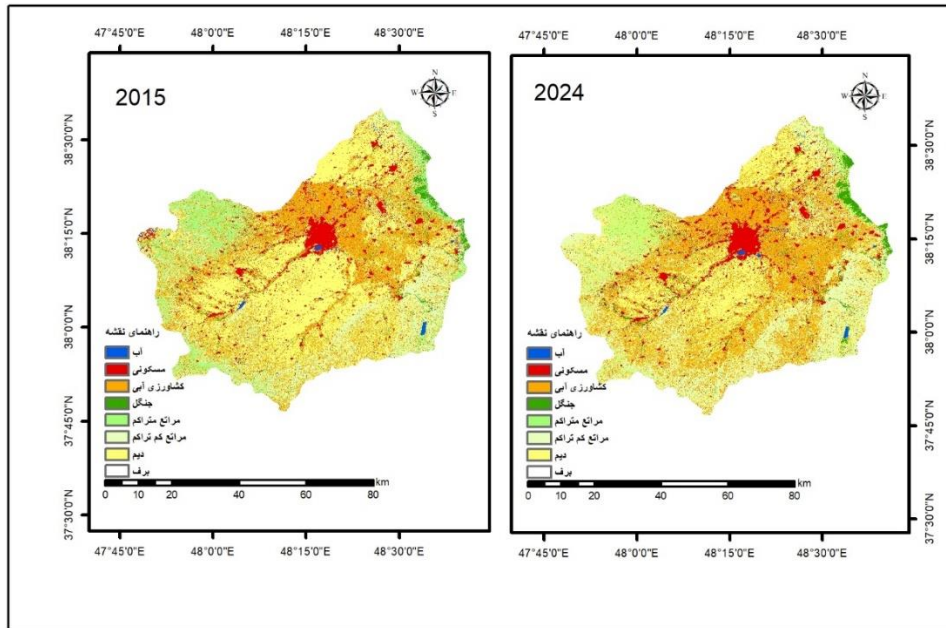 47°45'0"E 48°0'0"E 48°15'0"E 48°30'0"E
2015
N
W E
S
38°30'0"N
38°15'0"N
38°0'0"N
37°45'0"N
37°30'0"N
راهنمای نقشه
آب
مسکونی
کشاورزی آبی
جنگل
مراتع متراکم
مراتع کم تراکم
دیم
برف
km
0 10 20 40 60 80
47°45'0"E 48°0'0"E 48°15'0"E 48°30'0"E
47°45'0"E 48°0'0"E 48°15'0"E 48°30'0"E
2024
N
W E
S
راهنمای نقشه
آب
مسکونی
کشاورزی آبی
جنگل
مراتع متراکم
مراتع کم تراکم
دیم
برف
km
0 10 20 40 60 80
38°30'0"N
38°15'0"N
38°0'0"N
37°45'0"N
37°30'0"N
47°45'0"E 48°0'0"E 48°15'0"E 48°30'0"E